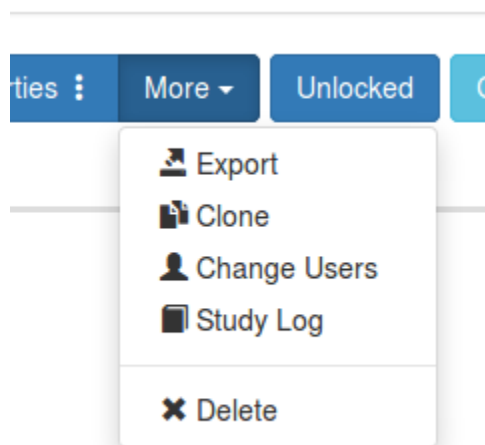 ties More Unlocked
Export
Clone
Change Users
Study Log
Delete